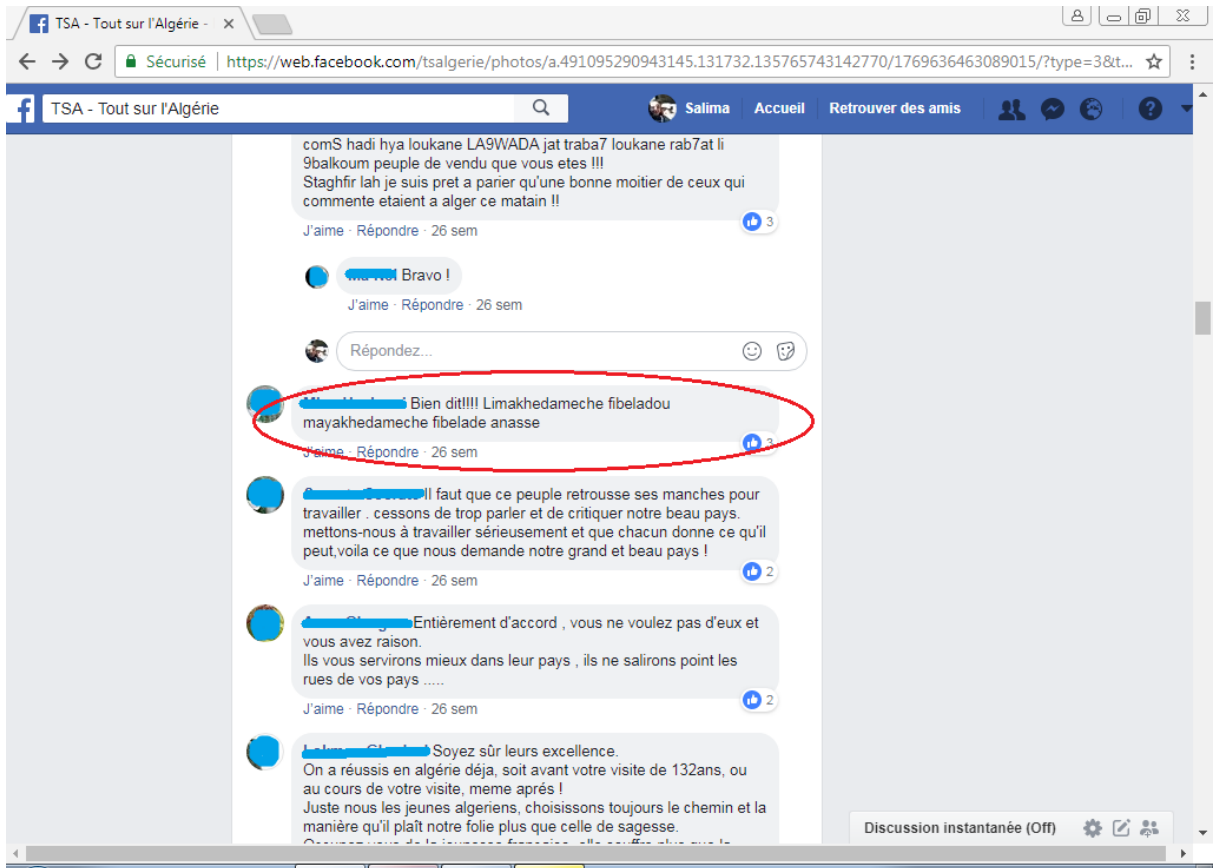 TSA - Tout sur l'Algérie -
Sécurisé
https://web.facebook.com/tsalgerie/photos/a.491095290943145.131732.135765743142770/1769636463089015/?type=3&t...
TSA - Tout sur l'Algérie
Salima Accueil Retrouver des amis
comS hadi hya loukane LA9WADA jat traba7 loukane rab7at li
9balkoum peuple de vendu que vous etes !!!
Staghfir lah je suis pret a parier qu'une bonne moitier de ceux qui
commente etaient a alger ce matain !!
3
J'aime · Répondre · 26 sem
Bravo !
J'aime · Répondre · 26 sem
Répondez...
Bien dit!!!! Limakhedameche fibeladou
mayakhedameche fibelade anasse
3
J'aime · Répondre · 26 sem
Il faut que ce peuple retrousse ses manches pour
travailler . cessons de trop parler et de critiquer notre beau pays.
mettons-nous à travailler sérieusement et que chacun donne ce qu'il
peut,voila ce que nous demande notre grand et beau pays !
2
J'aime · Répondre · 26 sem
Entièrement d'accord , vous ne voulez pas d'eux et
vous avez raison.
Ils vous servirons mieux dans leur pays , ils ne salirons point les
rues de vos pays .....
2
J'aime · Répondre · 26 sem
Soyez sûr leurs excellence.
On a réussis en algérie déja, soit avant votre visite de 132ans, ou
au cours de votre visite, meme aprés !
Juste nous les jeunes algeriens, choisissons toujours le chemin et la
manière qu'il plaît notre folie plus que celle de sagesse.
Discussion instantanée (Off)